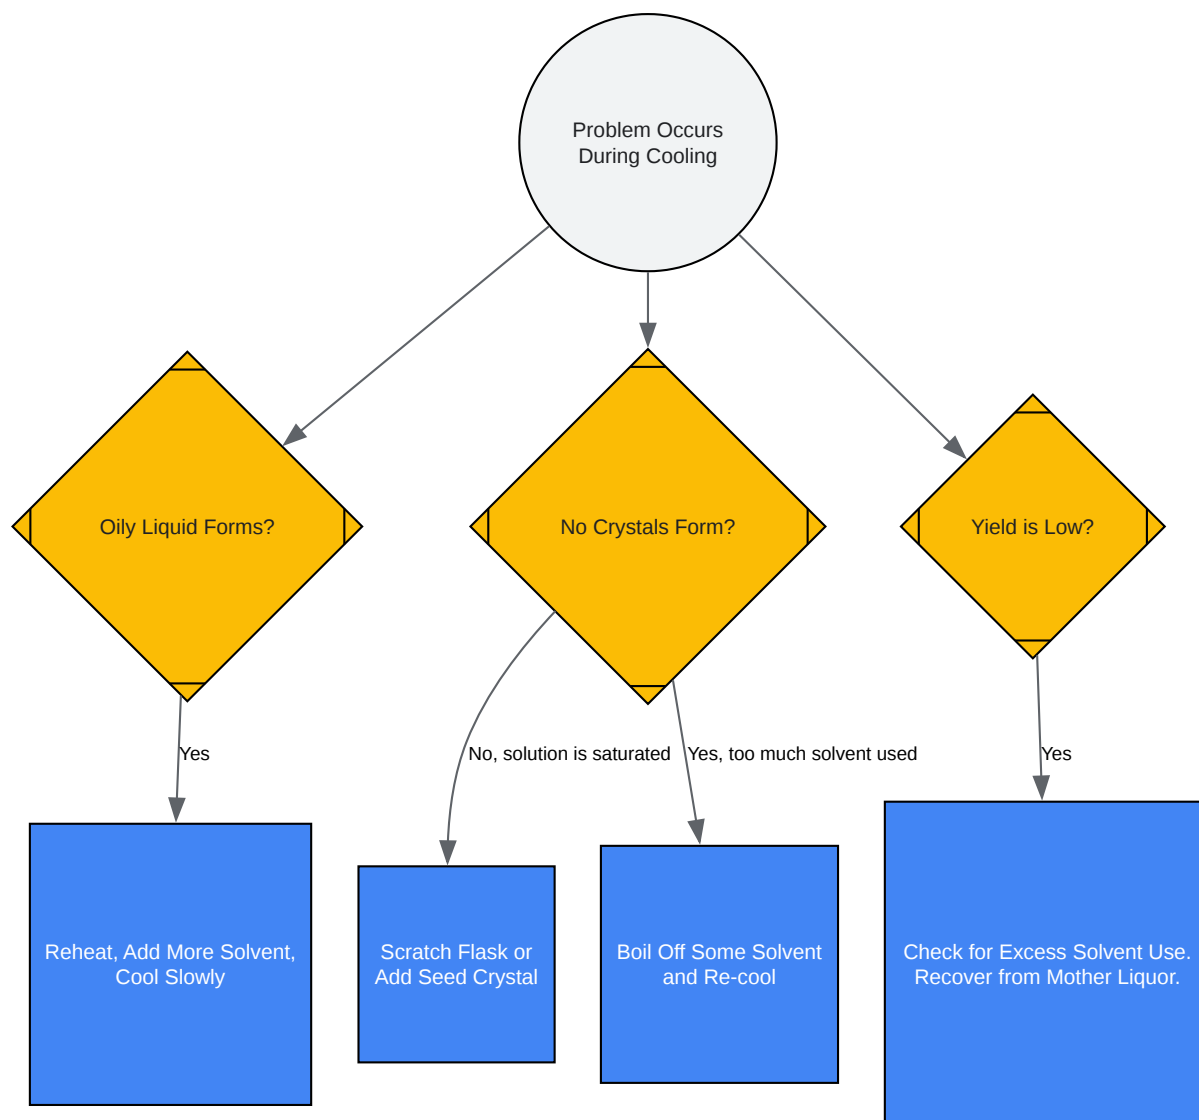 Problem Occurs
During Cooling
Oily Liquid Forms?
No Crystals Form?
Yield is Low?
Yes
No, solution is saturated
Yes, too much solvent used
Yes
Reheat, Add More Solvent,
Cool Slowly
Scratch Flask or
Add Seed Crystal
Boil Off Some Solvent
and Re-cool
Check for Excess Solvent Use.
Recover from Mother Liquor.